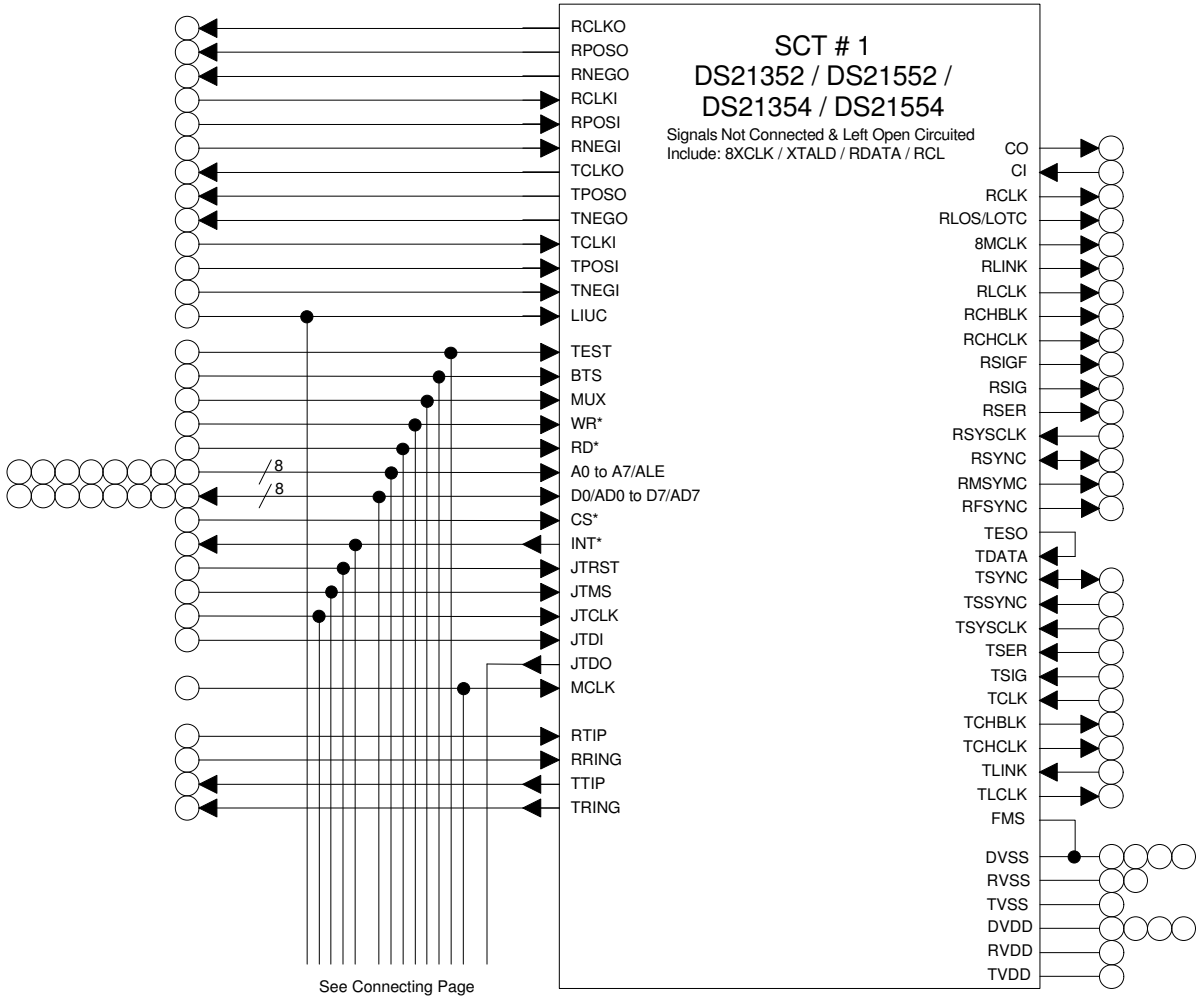 RCLKO
RPOSO
RNEGO
RCLKI
RPOSI
RNEGI
TCLKO
TPOSO
TNEGO
TCLKI
TPOSI
TNEGI
LIUC
TEST
BTS
MUX
WR*
RD*
8
A0 to A7/ALE
8
D0/AD0 to D7/AD7
CS*
INT*
JTRST
JTMS
JTCLK
JTDI
JTDO
MCLK
RTIP
RRING
TTIP
TRING
See Connecting Page
SCT # 1
DS21352 / DS21552 /
DS21354 / DS21554
Signals Not Connected & Left Open Circuited
Include: 8XCLK / XTALD / RDATA / RCL
CO
CI
RCLK
RLOS/LOTC
8MCLK
RLINK
RLCLK
RCHBLK
RCHCLK
RSIGF
RSIG
RSER
RSYSCLK
RSYNC
RMSYMC
RFSYNC
TESO
TDATA
TSYNC
TSSYNC
TSYSCLK
TSER
TSIG
TCLK
TCHBLK
TCHCLK
TLINK
TLCLK
FMS
DVSS
RVSS
TVSS
DVDD
RVDD
TVDD